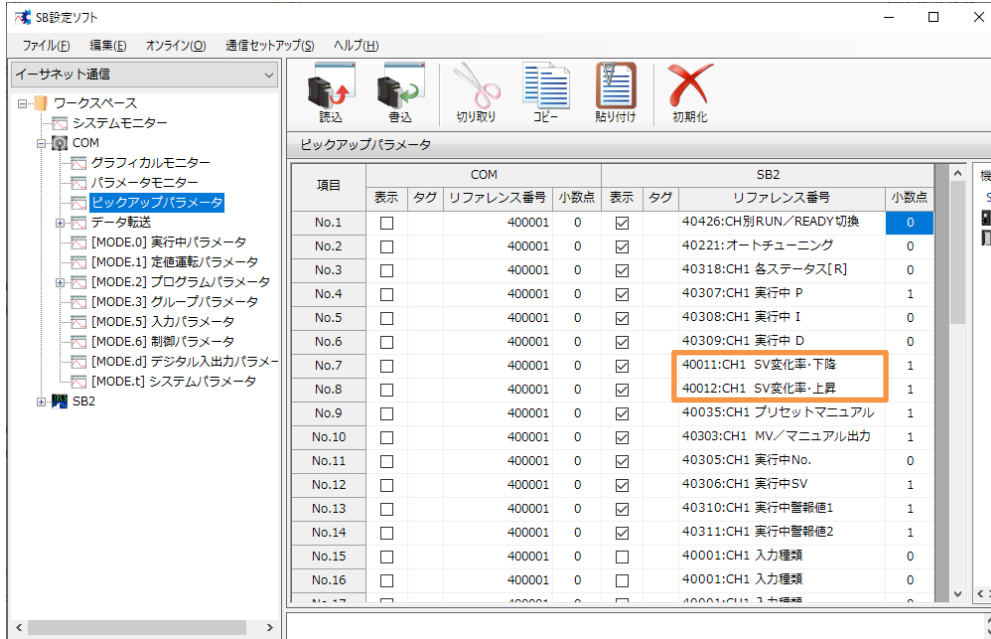 SB設定ソフト
ファイル(F) 編集(E) オンライン(O) 通信セットアップ(S) ヘルプ(H)
イーサネット通信
ワークスペース
システムモニター
COM
グラフィカルモニター
パラメータモニター
ピックアップパラメータ
データ転送
[MODE.0] 実行中パラメータ
[MODE.1] 定値運転パラメータ
[MODE.2] プログラムパラメータ
[MODE.3] グループパラメータ
[MODE.5] 入力パラメータ
[MODE.6] 制御パラメータ
[MODE.d] デジタル入出力パラメー
[MODE.t] システムパラメータ
SB2
読込 書込 切り取り コピー 貼り付け 初期化
ピックアップパラメータ
項目 COM SB2
表示 タグ リファレンス番号 小数点 表示 タグ リファレンス番号 小数点
No.1 400001 0 40426:CH別RUN／READY切換 0
No.2 400001 0 40221:オートチューニング 0
No.3 400001 0 40318:CH1 各ステータス[R] 0
No.4 400001 0 40307:CH1 実行中 P 1
No.5 400001 0 40308:CH1 実行中 I 0
No.6 400001 0 40309:CH1 実行中 D 0
No.7 400001 0 40011:CH1 SV変化率･下降 1
No.8 400001 0 40012:CH1 SV変化率･上昇 1
No.9 400001 0 40035:CH1 プリセットマニュアル 1
No.10 400001 0 40303:CH1 MV／マニュアル出力 1
No.11 400001 0 40305:CH1 実行中No. 0
No.12 400001 0 40306:CH1 実行中SV 1
No.13 400001 0 40310:CH1 実行中警報値1 1
No.14 400001 0 40311:CH1 実行中警報値2 1
No.15 400001 0 40001:CH1 入力種類 0
No.16 400001 0 40001:CH1 入力種類 0